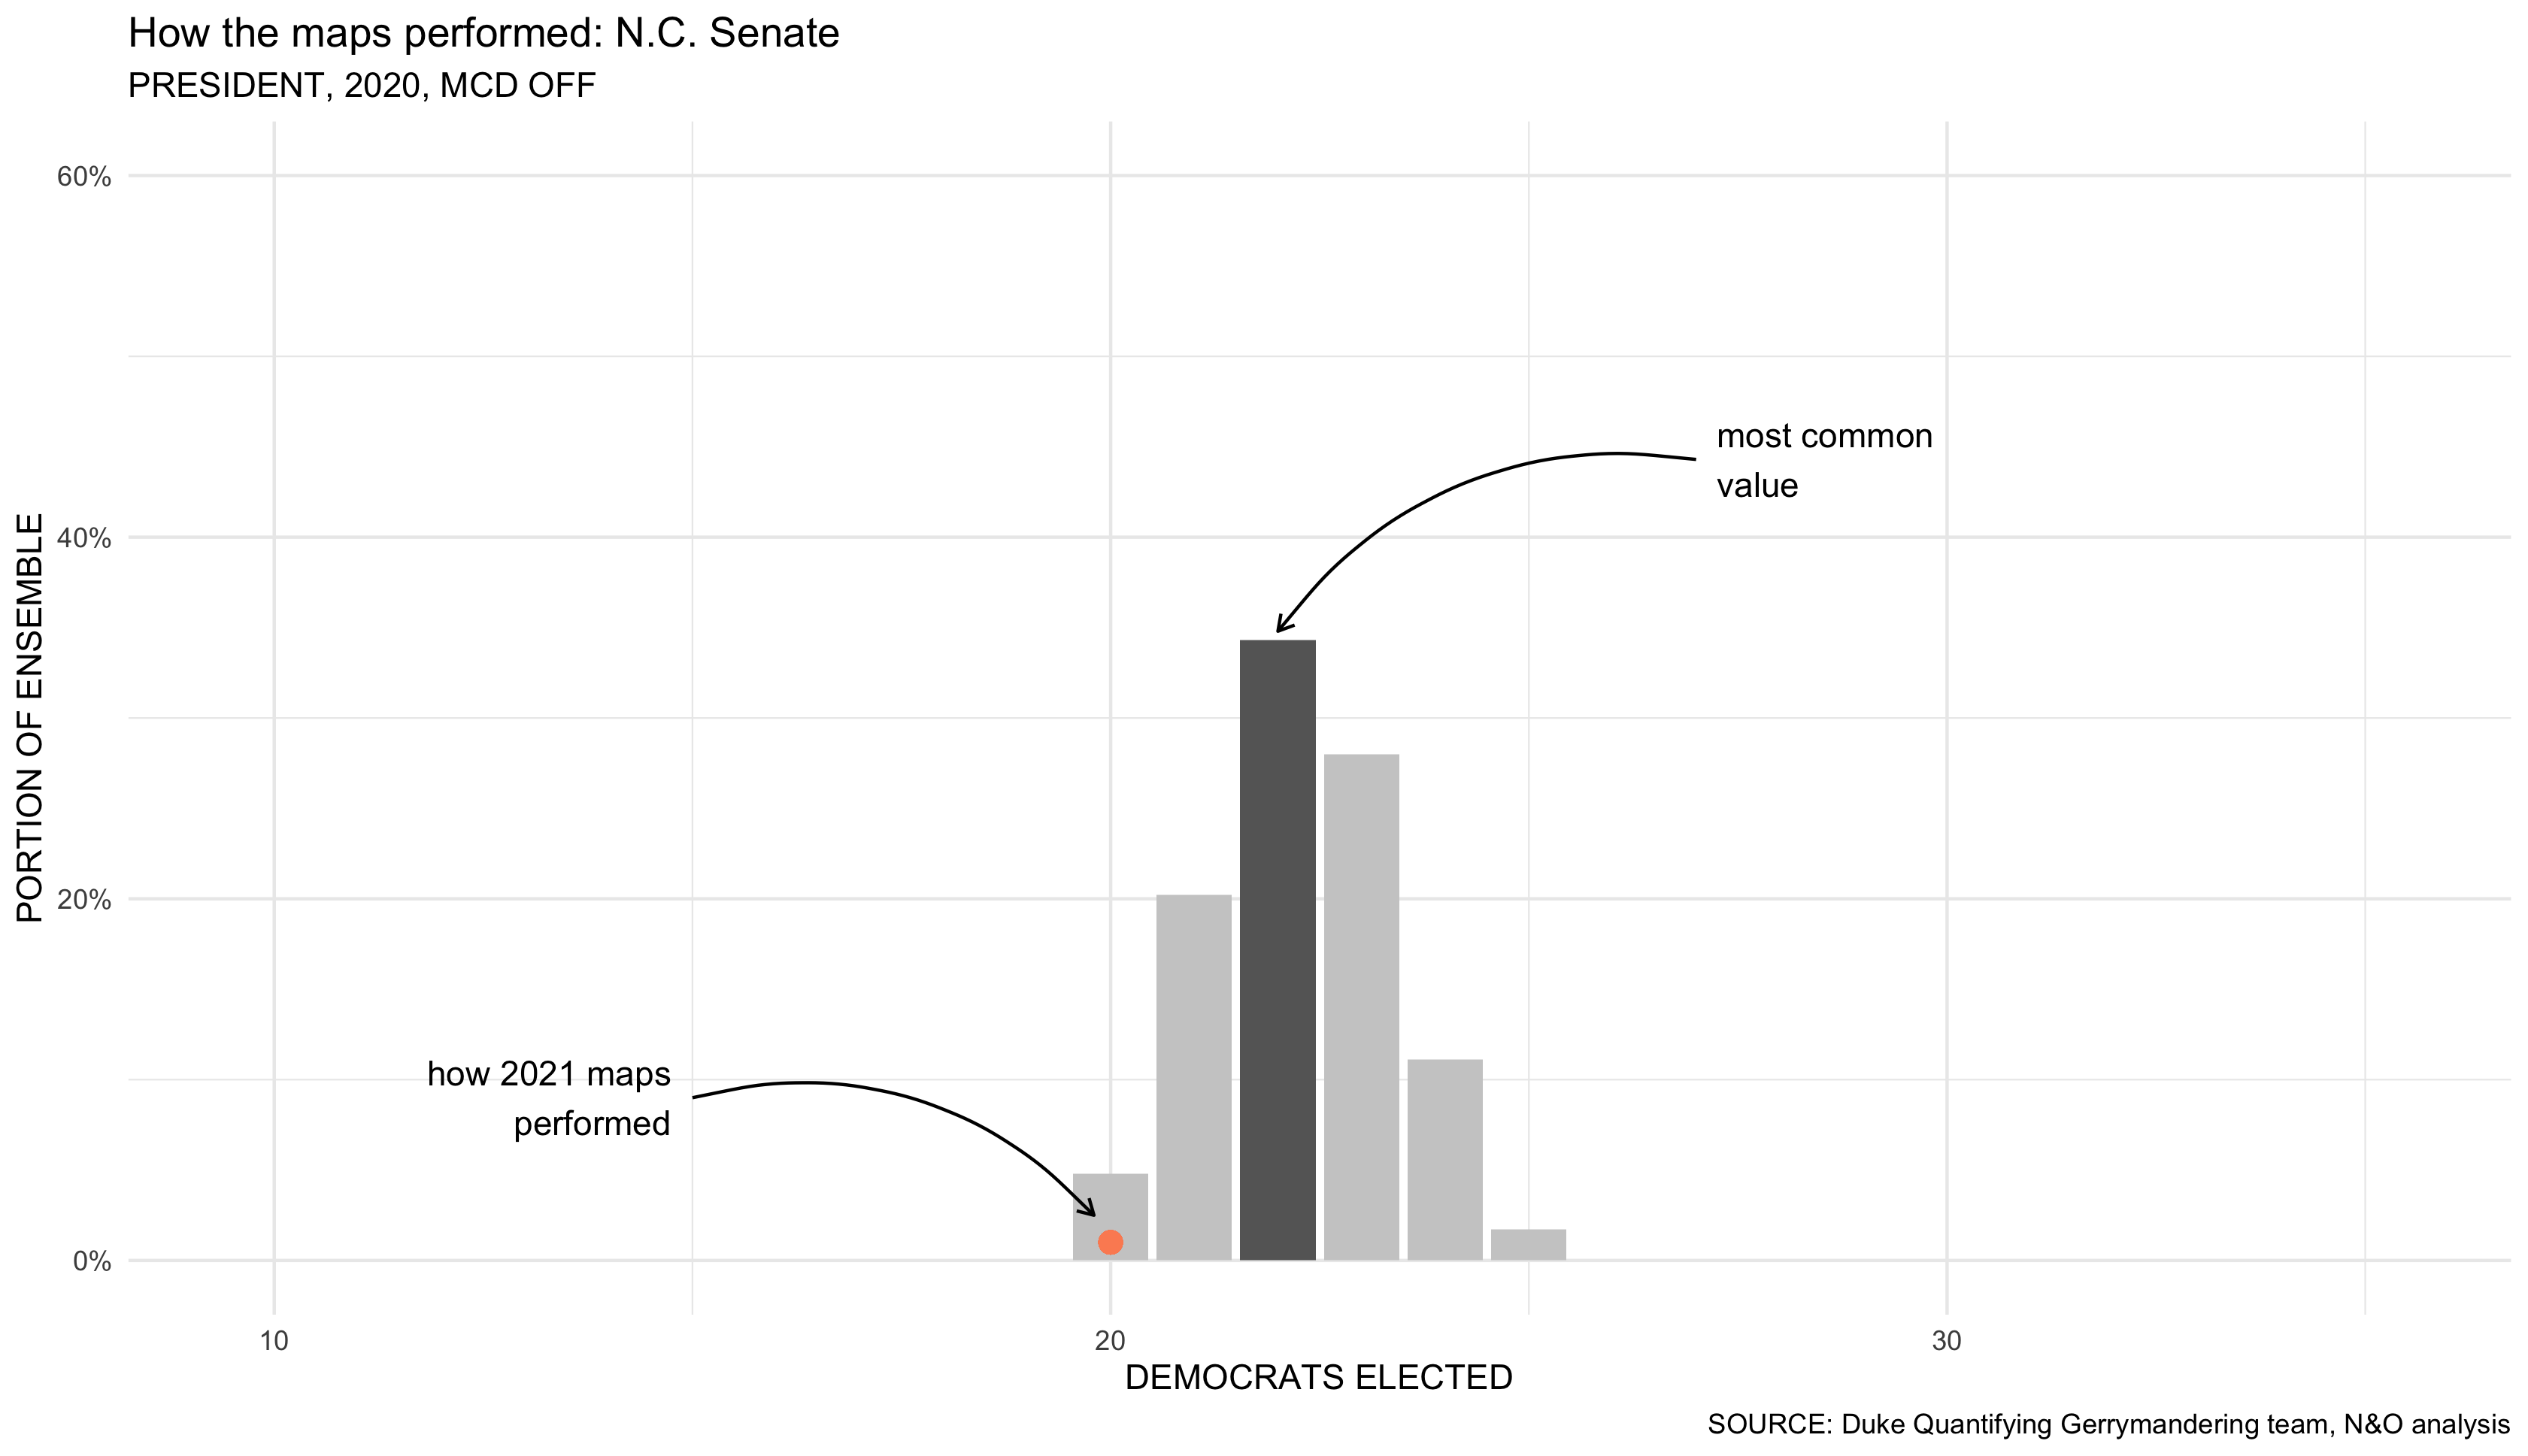 How the maps performed: N.C. Senate
PRESIDENT, 2020, MCD OFF
60%
most common
value
40%
PORTION OF ENSEMBLE
20%
how 2021 maps
performed
0%
10
20
30
DEMOCRATS ELECTED
SOURCE: Duke Quantifying Gerrymandering team, N&O analysis